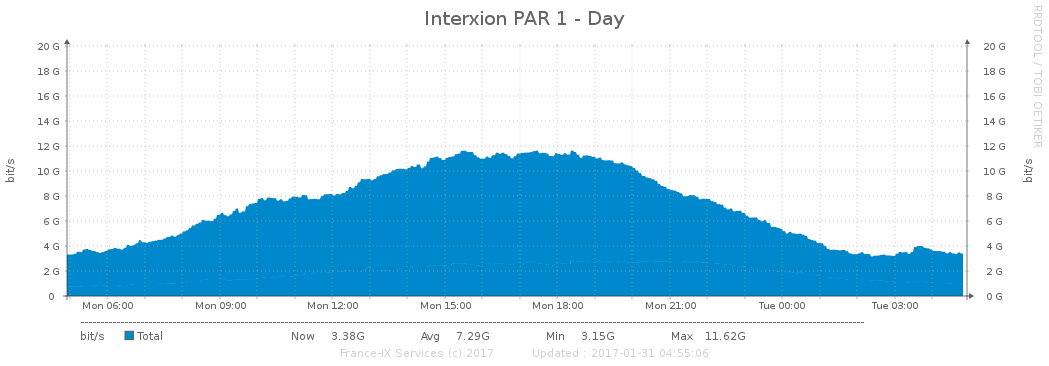 Interxion PAR 1 - Day
RRDTOOL / TOBI OETIKER
20 G 20 G
18 G 18 G
16 G 16 G
14 G 14 G
12 G 12 G
10 G 10 G
8 G 8 G
6 G 6 G
4 G 4 G
2 G 2 G
0 0 G
bit/s
bit/s
Mon 06:00 Mon 09:00 Mon 12:00 Mon 15:00 Mon 18:00 Mon 21:00 Tue 00:00 Tue 03:00
bit/s Total Now 3.38G Avg 7.29G Min 3.15G Max 11.62G
France-IX Services (c) 2017 Updated : 2017-01-31 04:55:06